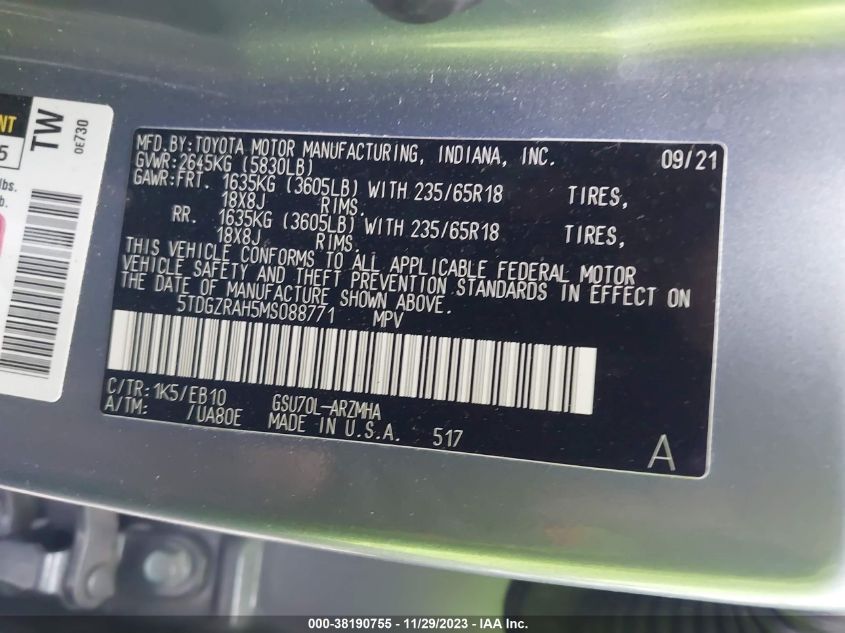 NT
5
lbs.
b.
TW
0E730
MFD.BY:TOYOTA MOTOR MANUFACTURING, INDIANA, INC. 09/21
GVWR:2645KG (5830LB)
GAWR:FRT. 1635KG (3605LB) WITH 235/65R18 TIRES,
18X8J RIMS.
RR. 1635KG (3605LB) WITH 235/65R18 TIRES,
18X8J RIMS.
THIS VEHICLE CONFORMS TO ALL APPLICABLE FEDERAL MOTOR
VEHICLE SAFETY AND THEFT PREVENTION STANDARDS IN EFFECT ON
THE DATE OF MANUFACTURE SHOWN ABOVE.
5TDGZRAH5MS088771 MPV
C/TR:1K5/EB10 GSU70L-ARZMHA
A/TM: /UA80E MADE IN U.S.A. 517
A
000-38190755 - 11/29/2023 - IAA Inc.